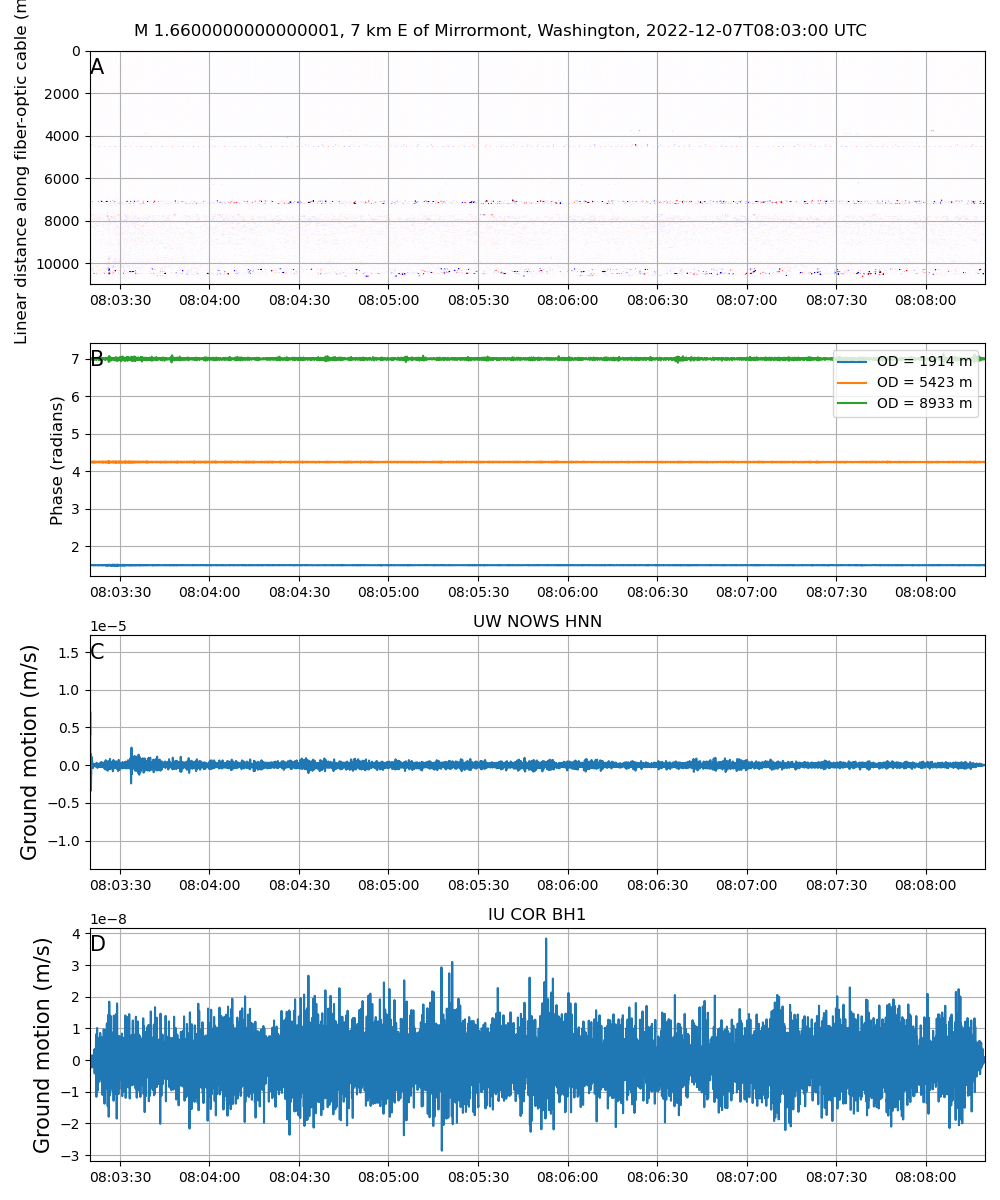 M 1.6600000000000001, 7 km E of Mirrormont, Washington, 2022-12-07T08:03:00 UTC
Linear distance along fiber-optic cable (m
A
0
2000
4000
6000
8000
10000
08:03:30 08:04:00 08:04:30 08:05:00 08:05:30 08:06:00 08:06:30 08:07:00 08:07:30 08:08:00
Phase (radians)
B
7
6
5
4
3
2
OD = 1914 m
OD = 5423 m
OD = 8933 m
08:03:30 08:04:00 08:04:30 08:05:00 08:05:30 08:06:00 08:06:30 08:07:00 08:07:30 08:08:00
UW NOWS HNN
1e−5
Ground motion (m/s)
C
1.5
1.0
0.5
0.0
−0.5
−1.0
08:03:30 08:04:00 08:04:30 08:05:00 08:05:30 08:06:00 08:06:30 08:07:00 08:07:30 08:08:00
IU COR BH1
1e−8
Ground motion (m/s)
D
4
3
2
1
0
−1
−2
−3
08:03:30 08:04:00 08:04:30 08:05:00 08:05:30 08:06:00 08:06:30 08:07:00 08:07:30 08:08:00